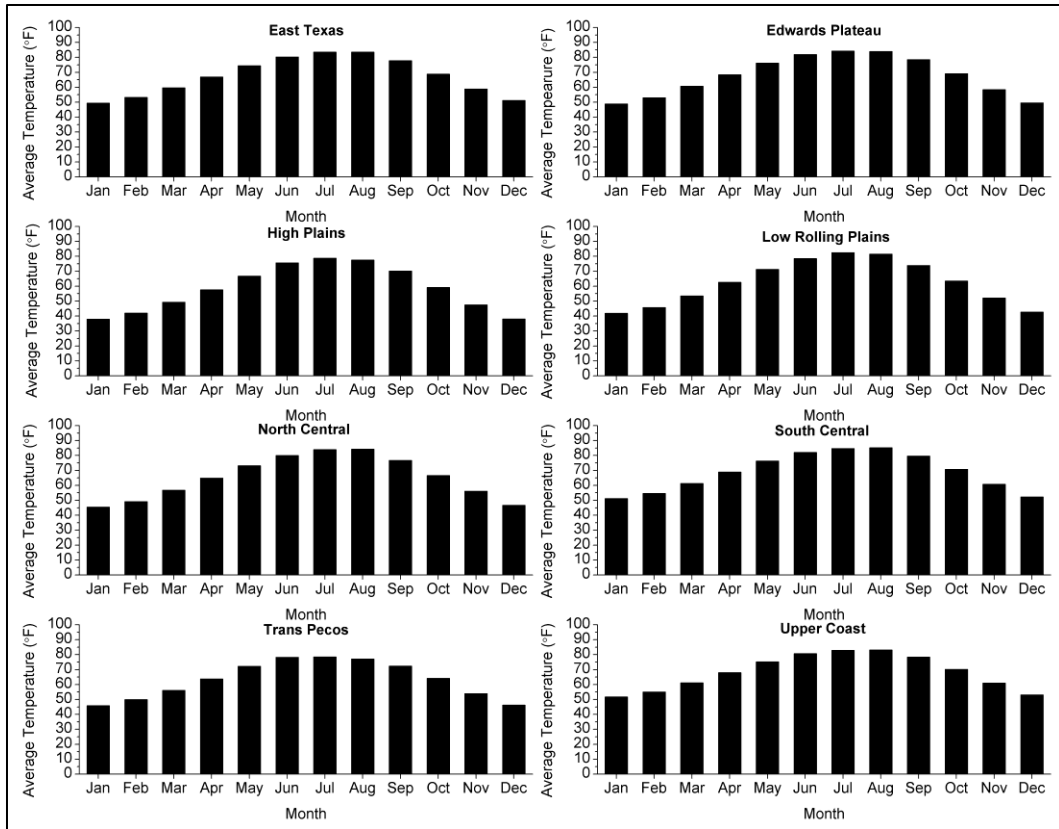 East Texas
Average Temperature (°F)
100
90
80
70
60
50
40
30
20
10
0
Jan Feb Mar Apr May Jun Jul Aug Sep Oct Nov Dec
Month
Edwards Plateau
Average Tempearure (°F)
100
90
80
70
60
50
40
30
20
10
0
Jan Feb Mar Apr May Jun Jul Aug Sep Oct Nov Dec
Month
High Plains
Average Temperature (°F)
100
90
80
70
60
50
40
30
20
10
0
Jan Feb Mar Apr May Jun Jul Aug Sep Oct Nov Dec
Month
Low Rolling Plains
Average Temperature (°F)
100
90
80
70
60
50
40
30
20
10
0
Jan Feb Mar Apr May Jun Jul Aug Sep Oct Nov Dec
Month
North Central
Average Temperature (°F)
100
90
80
70
60
50
40
30
20
10
0
Jan Feb Mar Apr May Jun Jul Aug Sep Oct Nov Dec
Month
South Central
Average Temperature (°F)
100
90
80
70
60
50
40
30
20
10
0
Jan Feb Mar Apr May Jun Jul Aug Sep Oct Nov Dec
Month
Trans Pecos
Average Temperature (°F)
100
90
80
70
60
50
40
30
20
10
0
Jan Feb Mar Apr May Jun Jul Aug Sep Oct Nov Dec
Month
Upper Coast
Average Temperature (°F)
100
90
80
70
60
50
40
30
20
10
0
Jan Feb Mar Apr May Jun Jul Aug Sep Oct Nov Dec
Month